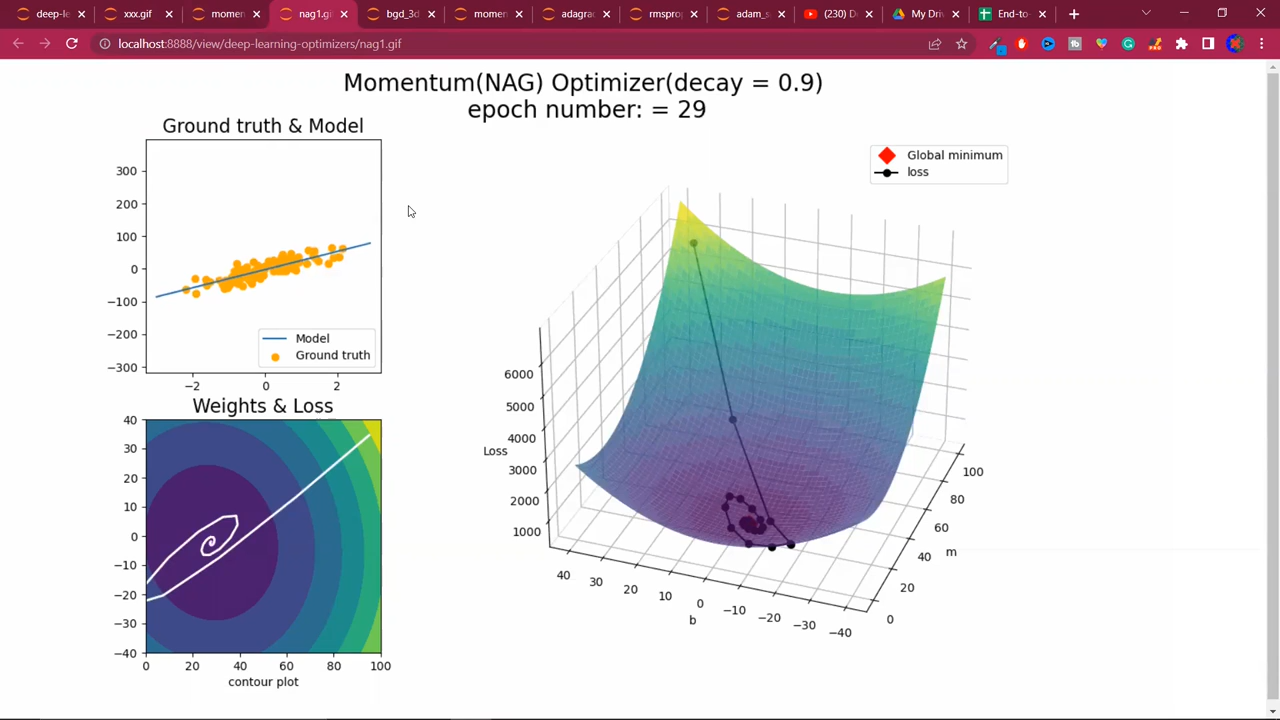 deep-le
xxx.gif
momen
nag1.gi
bgd_3d
momen
adagra
rmspro
adam_s
(230) D
My Driv
End-to-
localhost:8888/view/deep-learning-optimizers/nag1.gif
Momentum(NAG) Optimizer(decay = 0.9)
epoch number: = 29
Ground truth & Model
300
200
100
0
−100
−200
−300
−2 0 2
Model
Ground truth
Weights & Loss
40
30
20
10
0
−10
−20
−30
−40
0 20 40 60 80 100
contour plot
Global minimum
loss
Loss
6000
5000
4000
3000
2000
1000
40 30 20 10 0 −10 −20 −30 −40
b
0 20 40 60 80 100
m